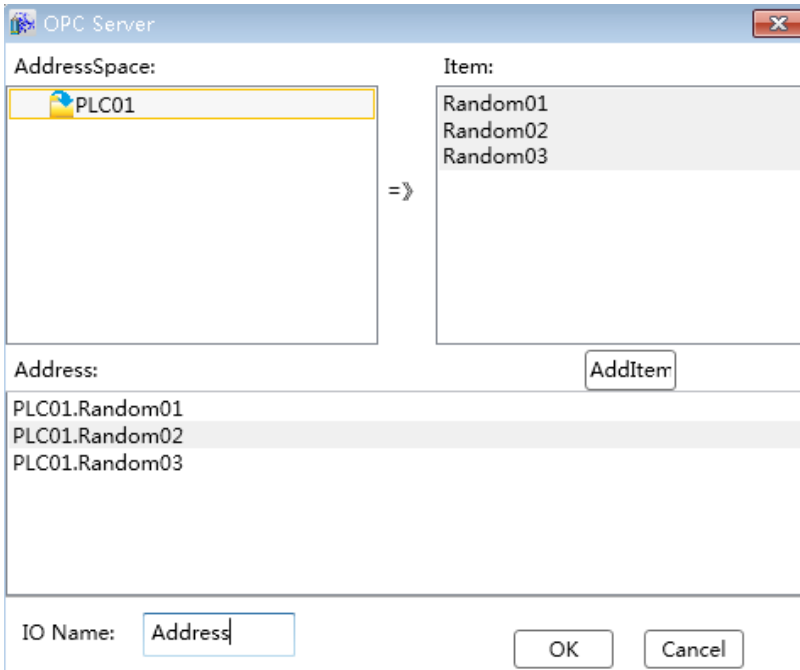 OPC Server
AddressSpace:
Item:
PLC01
Random01
Random02
Random03
=》
Address:
AddItem
PLC01.Random01
PLC01.Random02
PLC01.Random03
IO Name:
Address
OK
Cancel